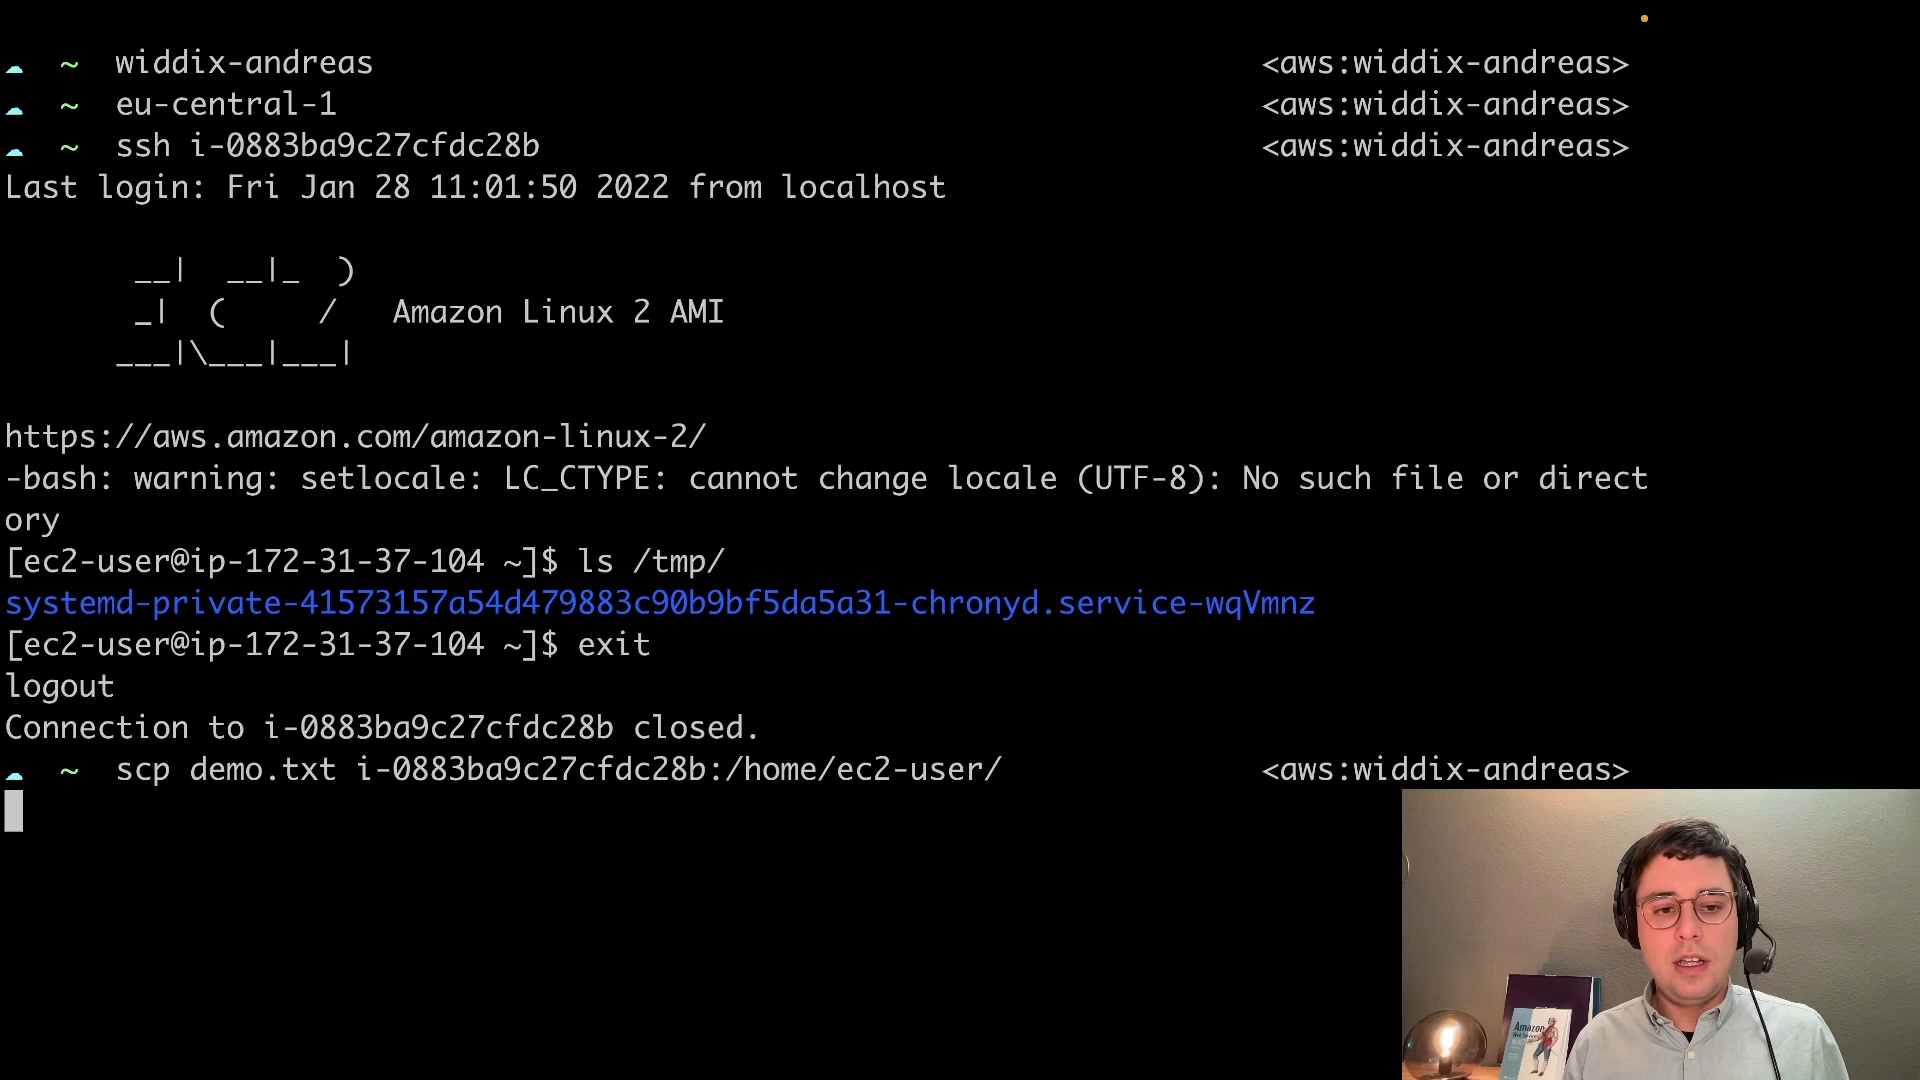 ☁ ~ widdix-andreas <aws:widdix-andreas>
☁ ~ eu-central-1 <aws:widdix-andreas>
☁ ~ ssh i-0883ba9c27cfdc28b <aws:widdix-andreas>
Last login: Fri Jan 28 11:01:50 2022 from localhost
__|  __|_  )
_|  (     /   Amazon Linux 2 AMI
___|\___|___|
https://aws.amazon.com/amazon-linux-2/
-bash: warning: setlocale: LC_CTYPE: cannot change locale (UTF-8): No such file or direct
ory
[ec2-user@ip-172-31-37-104 ~]$ ls /tmp/
systemd-private-41573157a54d479883c90b9bf5da5a31-chronyd.service-wqVmnz
[ec2-user@ip-172-31-37-104 ~]$ exit
logout
Connection to i-0883ba9c27cfdc28b closed.
☁ ~ scp demo.txt i-0883ba9c27cfdc28b:/home/ec2-user/ <aws:widdix-andreas>
Amazon